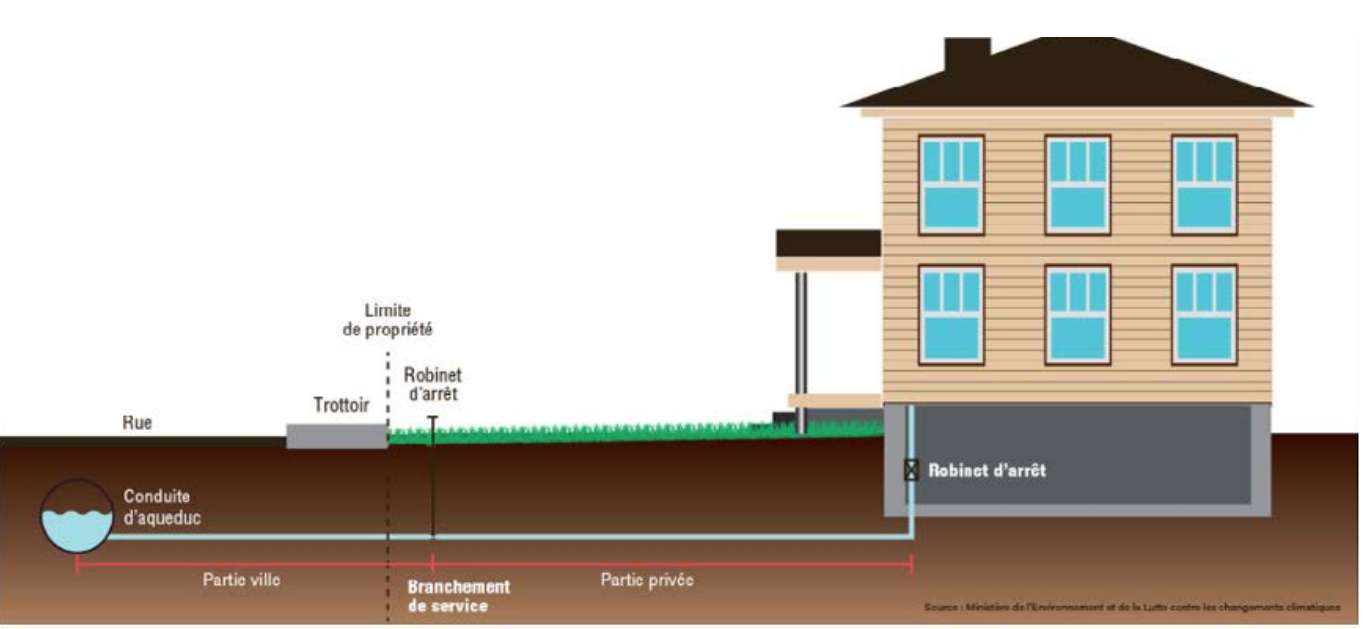 Limite
de propriété
Robinet
d'arrêt
Trottoir
Rue
Robinet d'arrêt
Conduite
d'aqueduc
Partie ville
Branchement
de service
Partie privée
Source : Ministère de l'Environnement et de la Lutte contre les changements climatiques